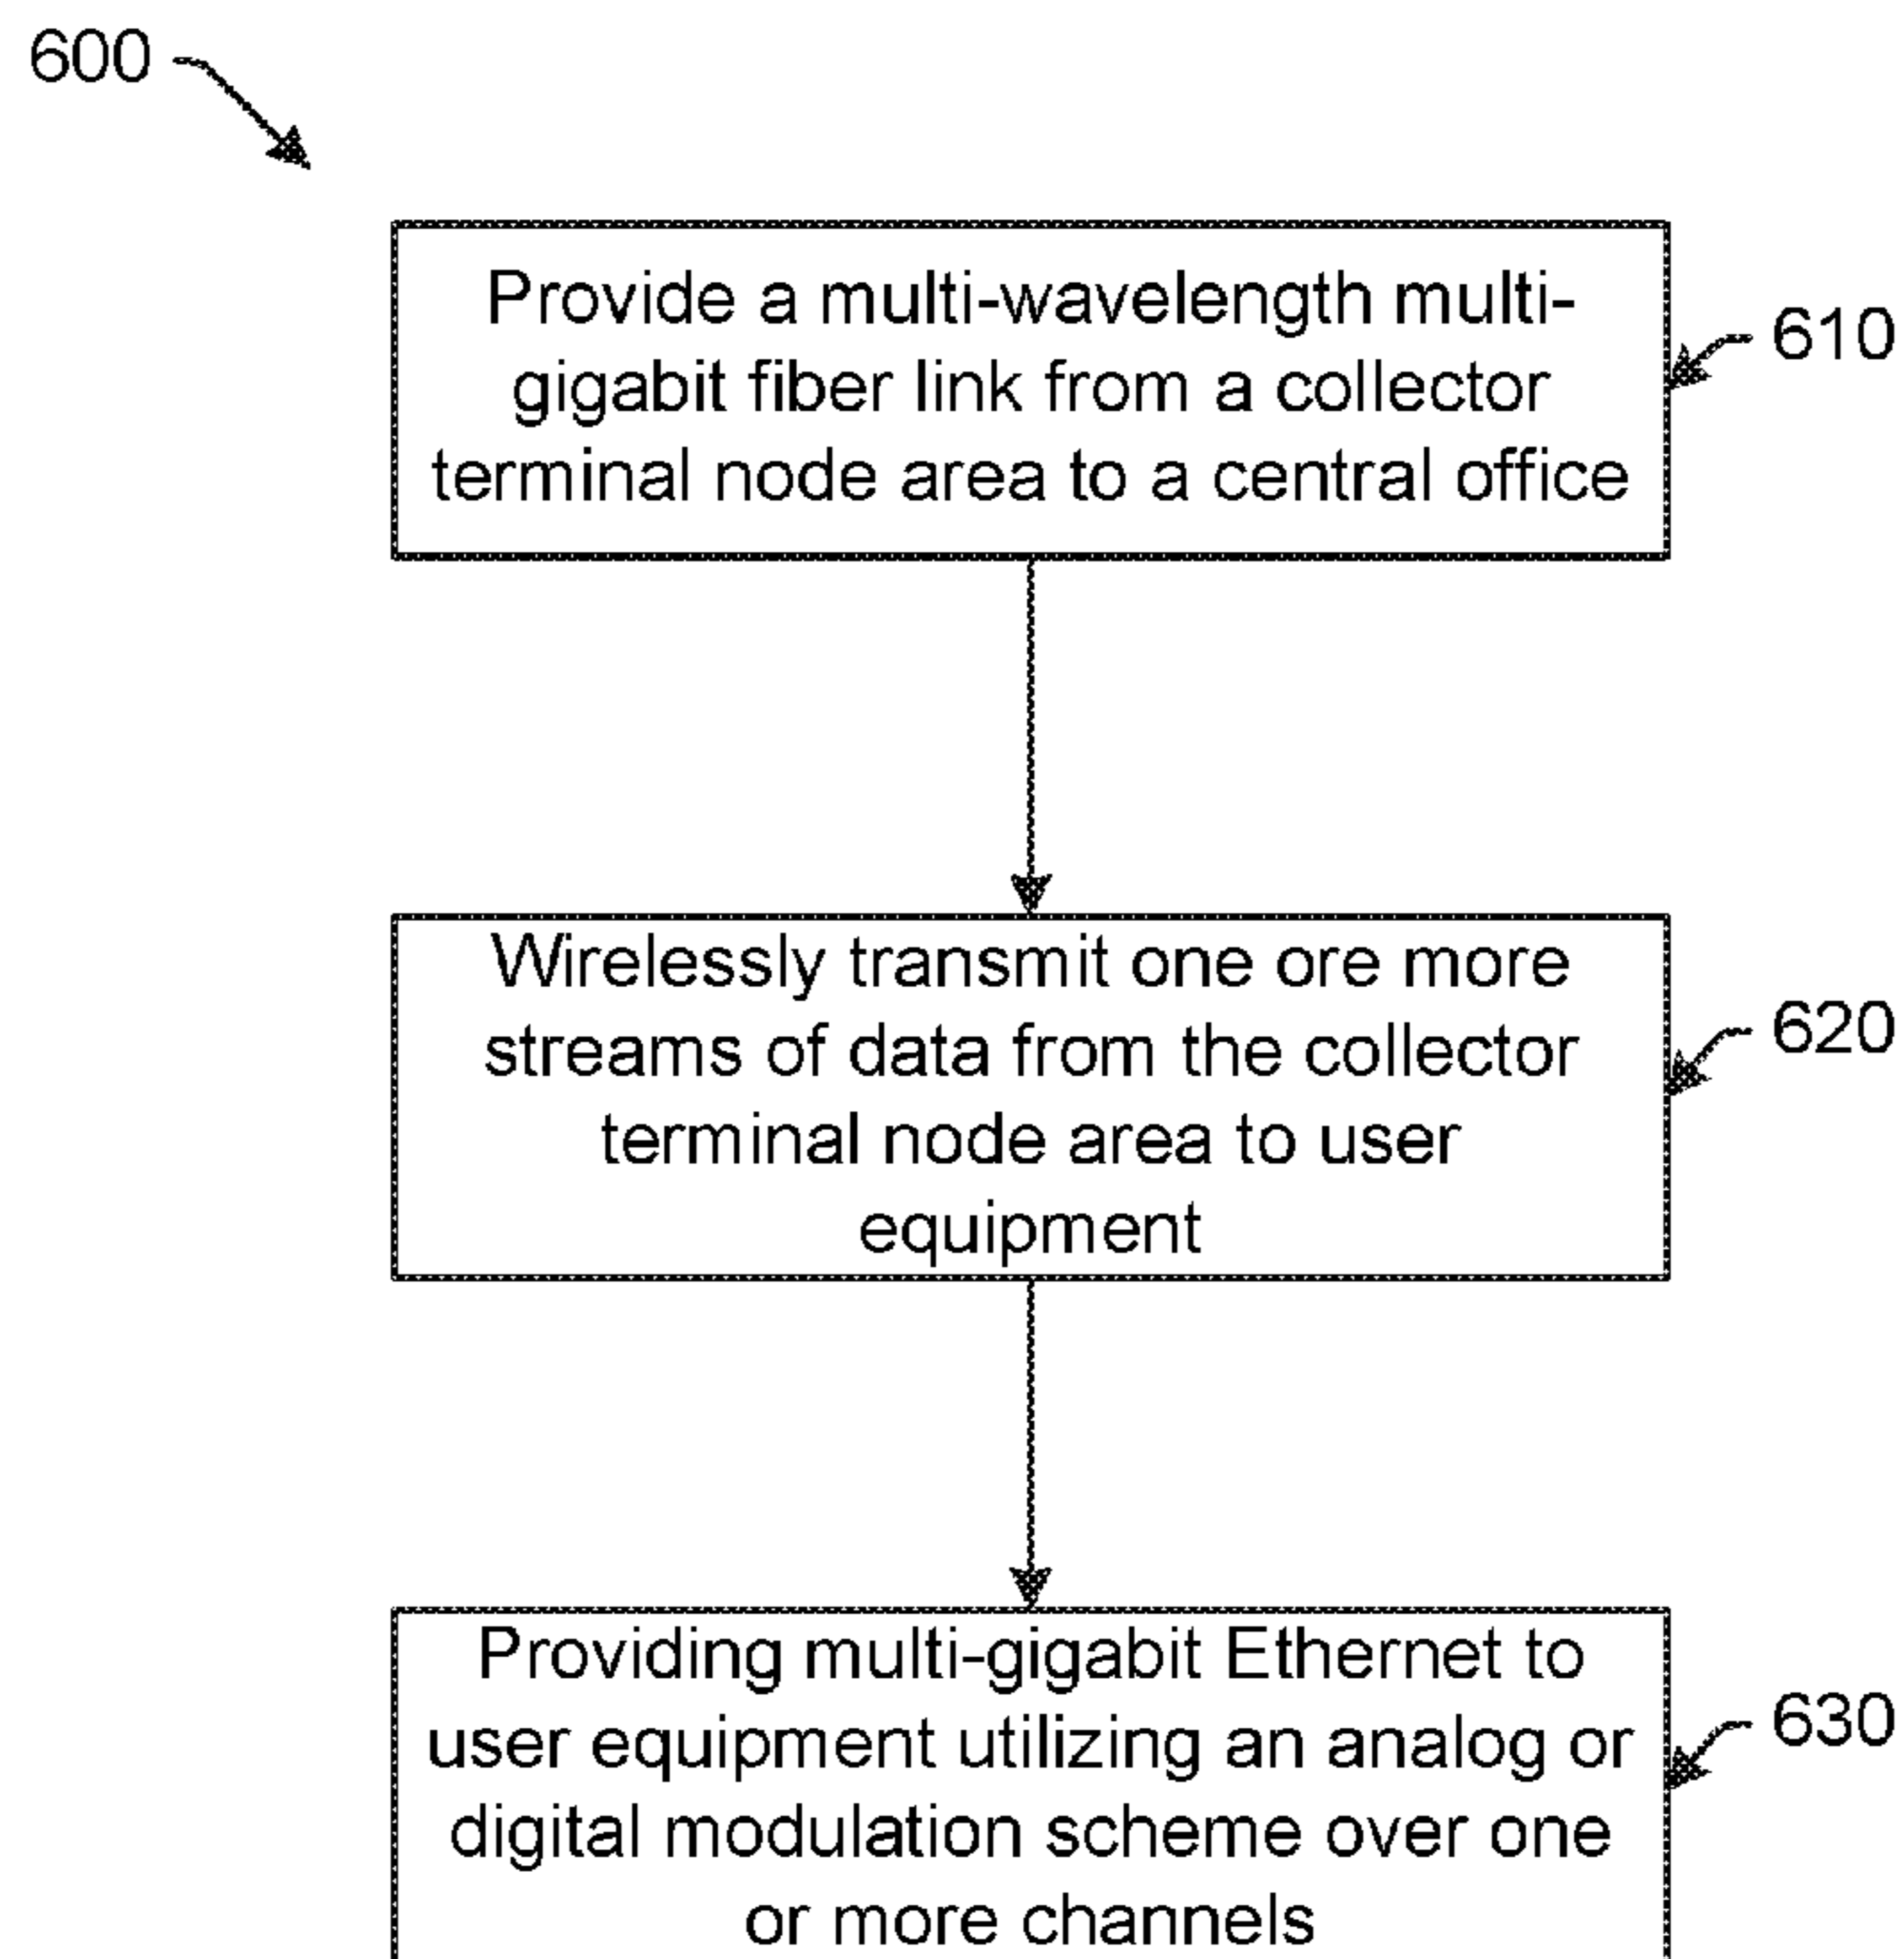 600
Provide a multi-wavelength multi-
gigabit fiber link from a collector
terminal node area to a central office
610
Wirelessly transmit one ore more
streams of data from the collector
terminal node area to user
equipment
620
Providing multi-gigabit Ethernet to
user equipment utilizing an analog or
digital modulation scheme over one
or more channels
630